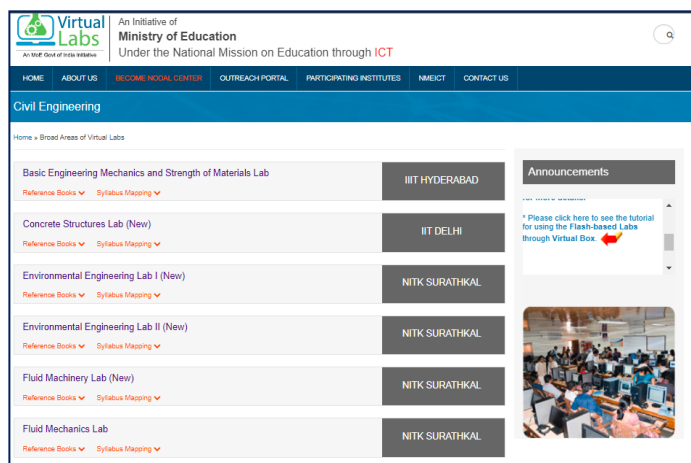 Virtual
Labs
An MoE Govt of India Initiative
An Initiative of
Ministry of Education
Under the National Mission on Education through ICT
HOME ABOUT US BECOME NODAL CENTER OUTREACH PORTAL PARTICIPATING INSTITUTES NMEICT CONTACT US
Civil Engineering
Home » Broad Areas of Virtual Labs
Basic Engineering Mechanics and Strength of Materials Lab
Reference Books Syllabus Mapping
IIIT HYDERABAD
Concrete Structures Lab (New)
Reference Books Syllabus Mapping
IIT DELHI
Environmental Engineering Lab I (New)
Reference Books Syllabus Mapping
NITK SURATHKAL
Environmental Engineering Lab II (New)
Reference Books Syllabus Mapping
NITK SURATHKAL
Fluid Machinery Lab (New)
Reference Books Syllabus Mapping
NITK SURATHKAL
Fluid Mechanics Lab
Reference Books Syllabus Mapping
NITK SURATHKAL
Announcements
for more details.
* Please click here to see the tutorial
for using the Flash-based Labs
through Virtual Box.